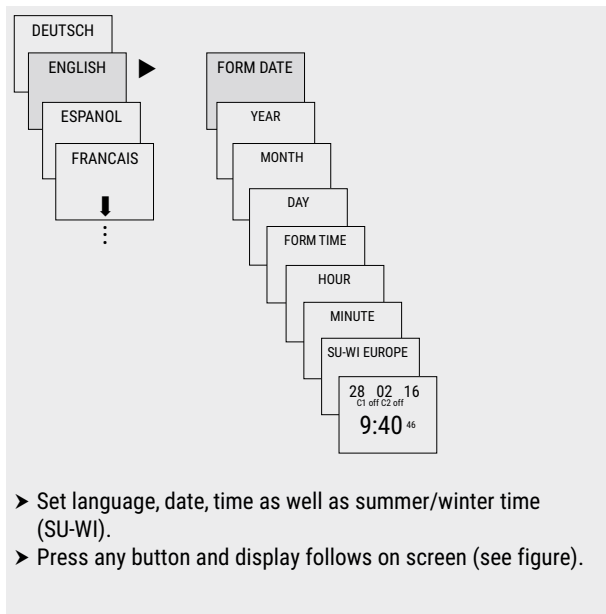 DEUTSCH
ENGLISH
ESPANOL
FRANCAIS
FORM DATE
YEAR
MONTH
DAY
FORM TIME
HOUR
MINUTE
SU-WI EUROPE
28 02 16
C1 off C2 off
9:40 46
➤ Set language, date, time as well as summer/winter time
(SU-WI).
➤ Press any button and display follows on screen (see figure).